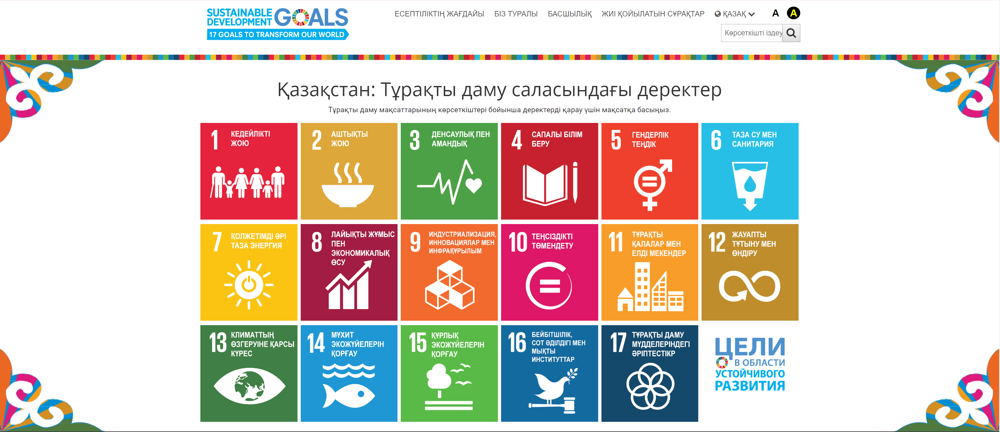 SUSTAINABLE
DEVELOPMENT
GOALS
17 GOALS TO TRANSFORM OUR WORLD
ЕСЕПТІЛІКТІҢ ЖАҒДАЙЫ БІЗ ТУРАЛЫ БАСШЫЛЫҚ ЖИІ ҚОЙЫЛАТЫН СҰРАҚТАР ҚАЗАҚ A A
Көрсеткішті іздеу
Қазақстан: Тұрақты даму саласындағы деректер
Тұрақты даму мақсаттарының көрсеткіштері бойынша деректерді қарау үшін мақсатқа басыңыз.
1 КЕДЕЙЛІКТІ
ЖОЮ
2 АШТЫҚТЫ
ЖОЮ
3 ДЕНСАУЛЫҚ ПЕН
АМАНДЫҚ
4 САПАЛЫ БІЛІМ
БЕРУ
5 ГЕНДЕРЛІК
ТЕҢДІК
6 ТАЗА СУ МЕН
САНИТАРИЯ
7 ҚОЛЖЕТІМДІ ӘРІ
ТАЗА ЭНЕРГИЯ
8 ЛАЙЫҚТЫ ЖҰМЫС
ПЕН
ЭКОНОМИКАЛЫҚ
ӨСУ
9 ИНДУСТРИАЛИЗАЦИЯ,
ИННОВАЦИЯЛАР МЕН
ИНФРАҚҰРЫЛЫМ
10 ТЕҢСІЗДІКТІ
ТӨМЕНДЕТУ
11 ТҰРАҚТЫ
ҚАЛАЛАР МЕН
ЕЛДІ МЕКЕНДЕР
12 ЖАУАПТЫ
ТҰТЫНУ МЕН
ӨНДІРУ
13 КЛИМАТТЫҢ
ӨЗГЕРУІНЕ ҚАРСЫ
КҮРЕС
14 МҰХИТ
ЭКОЖҮЙЕЛЕРІН
ҚОРҒАУ
15 ҚҰРЛЫҚ
ЭКОЖҮЙЕЛЕРІН
ҚОРҒАУ
16 БЕЙБІТШІЛІК,
СОТ ӘДІЛДІГІ МЕН
МЫҚТЫ
ИНСТИТУТТАР
17 ТҰРАҚТЫ ДАМУ
МҮДДЕЛЕРІНДЕГІ
ӘРІПТЕСТІКР
ЦЕЛИ
В ОБЛАСТИ
УСТОЙЧИВОГО
РАЗВИТИЯ